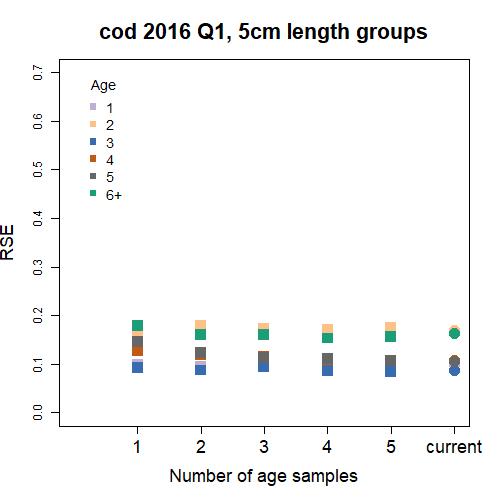 cod 2016 Q1, 5cm length groups
RSE
0.7
0.6
0.5
0.4
0.3
0.2
0.1
0.0
Age
1
2
3
4
5
6+
1 2 3 4 5 current
Number of age samples